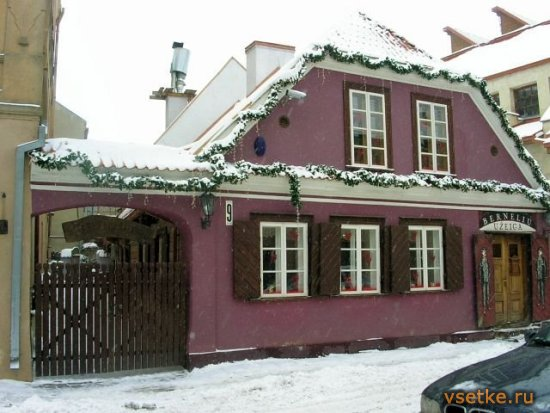 9
BERNELIŲ
UŽEIGA
vsetke.ru